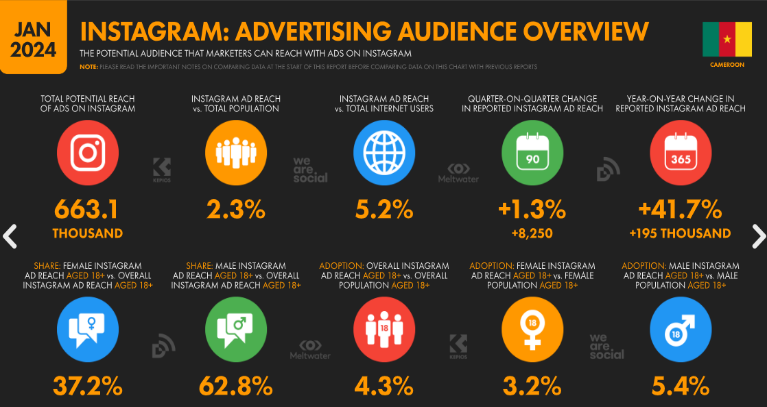 JAN
2024
INSTAGRAM: ADVERTISING AUDIENCE OVERVIEW
THE POTENTIAL AUDIENCE THAT MARKETERS CAN REACH WITH ADS ON INSTAGRAM
NOTE: PLEASE READ THE IMPORTANT NOTES ON COMPARING DATA AT THE START OF THIS REPORT BEFORE COMPARING DATA ON THIS CHART WITH PREVIOUS REPORTS
CAMEROON
TOTAL POTENTIAL REACH
OF ADS ON INSTAGRAM
663.1
THOUSAND
INSTAGRAM AD REACH
vs. TOTAL POPULATION
2.3%
INSTAGRAM AD REACH
vs. TOTAL INTERNET USERS
5.2%
QUARTER-ON-QUARTER CHANGE
IN REPORTED INSTAGRAM AD REACH
90
+1.3%
+8,250
YEAR-ON-YEAR CHANGE IN
REPORTED INSTAGRAM AD REACH
365
+41.7%
+195 THOUSAND
KEPIOS
we
are.
social
Meltwater
SHARE: FEMALE INSTAGRAM
AD REACH AGED 18+ vs. OVERALL
INSTAGRAM AD REACH AGED 18+
37.2%
SHARE: MALE INSTAGRAM
AD REACH AGED 18+ vs. OVERALL
INSTAGRAM AD REACH AGED 18+
62.8%
ADOPTION: OVERALL INSTAGRAM
AD REACH AGED 18+ vs. OVERALL
POPULATION AGED 18+
18
4.3%
ADOPTION: FEMALE INSTAGRAM
AD REACH AGED 18+ vs. FEMALE
POPULATION AGED 18+
18
3.2%
ADOPTION: MALE INSTAGRAM
AD REACH AGED 18+ vs. MALE
POPULATION AGED 18+
18
5.4%
Meltwater
KEPIOS
we
are.
social